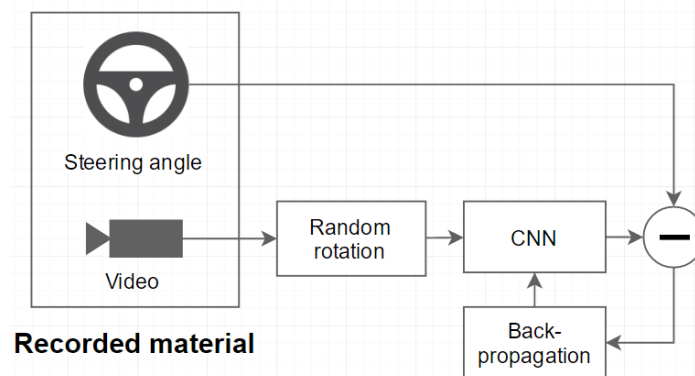 Steering angle
Random
rotation
CNN
Video
Back-
propagation
Recorded material